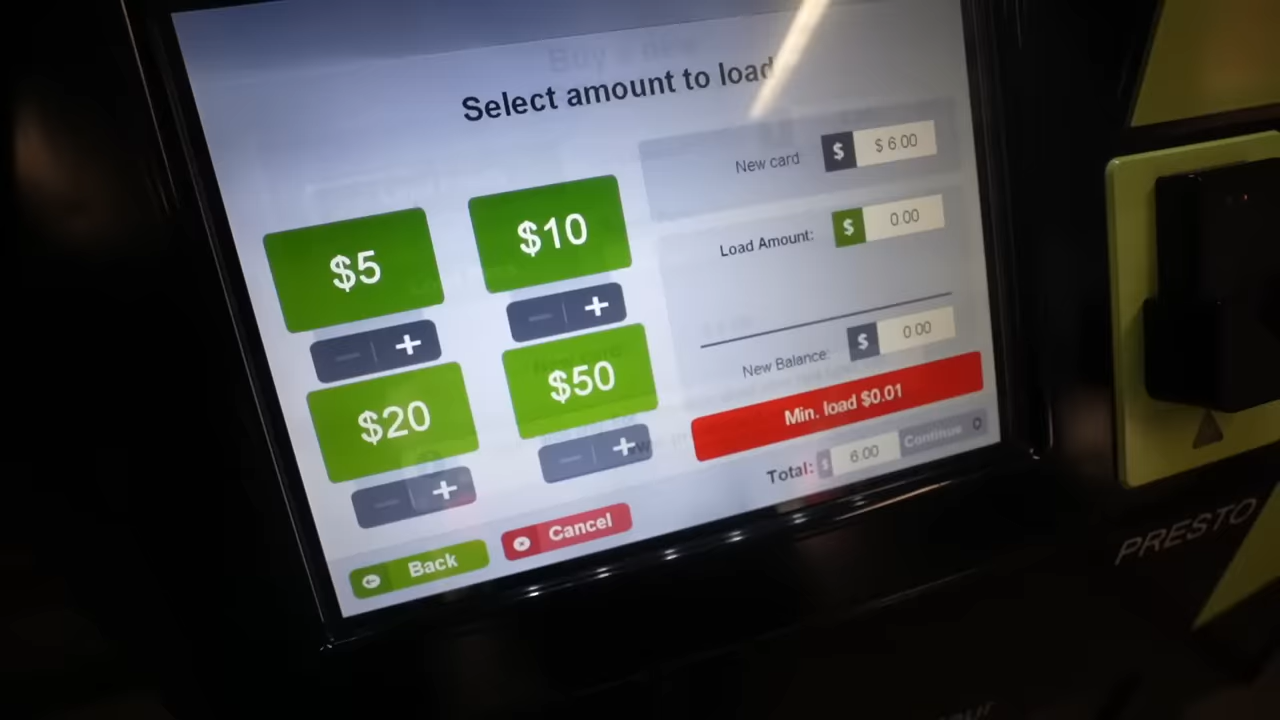 Select amount to load
$5
$10
$20
$50
New card $ $ 6.00
Load Amount: $ 0.00
New Balance: $ 0.00
Min. load $0.01
Total: $ 6.00 Continue
Back
Cancel
PRESTO